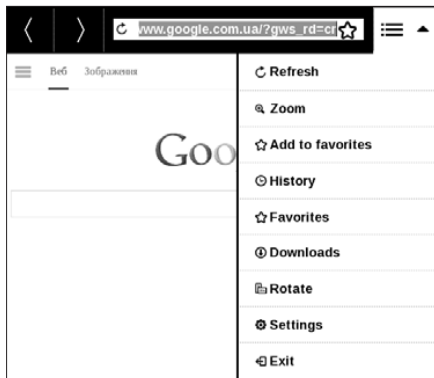 www.google.com.ua/?gws_rd=cr
Веб Зображення
Goo
Refresh
Zoom
Add to favorites
History
Favorites
Downloads
Rotate
Settings
Exit